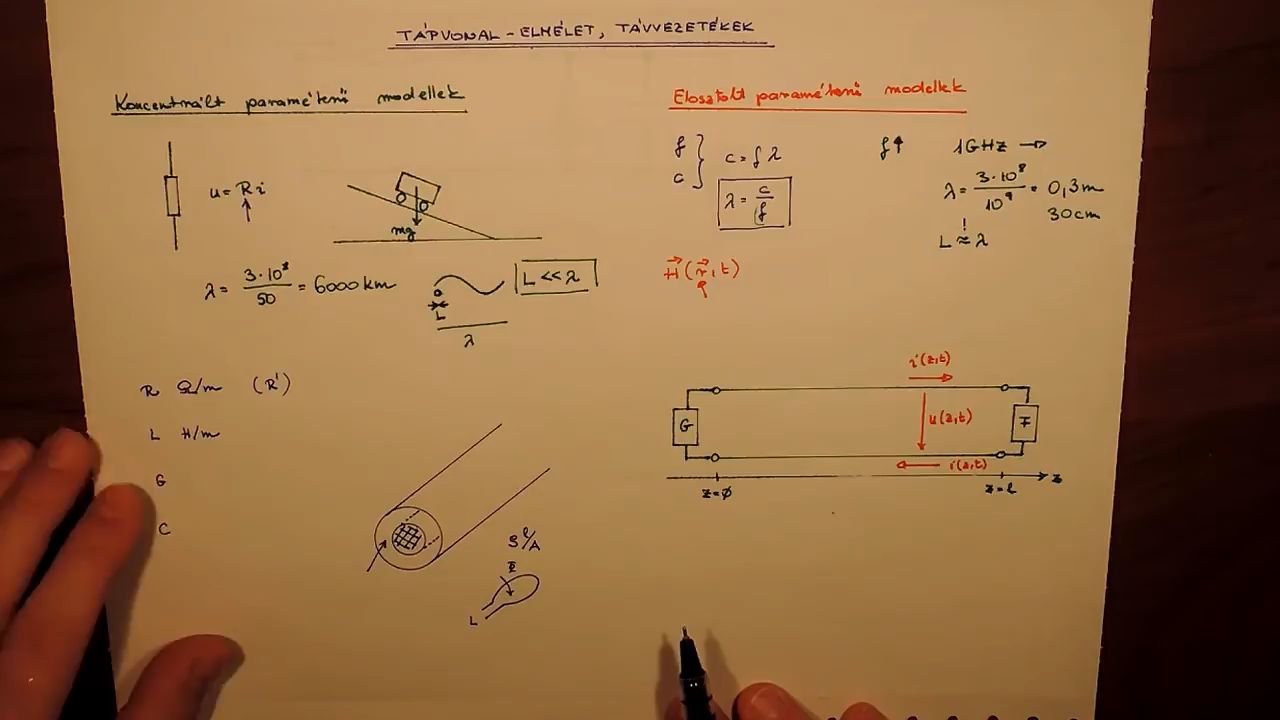 TÁPVONAL - ELMÉLET, TÁVVEZETÉKEK
Koncentrált paraméterű modellek
u = Ri
mg
λ = 3·10⁸/50 = 6000 km
L << λ
L
λ
R Ω/m (R')
L H/m
G
C
ρ l/A
Φ
L
Elosztott paraméterű modellek
f
c
c = f λ
λ = c/f
f↑ 1GHz →
λ = 3·10⁸/10⁹ = 0,3m
30cm
!
L ≈ λ
H(r,t)
i(z,t)
G
u(z,t)
F
i(z,t)
z=0
z=l
z